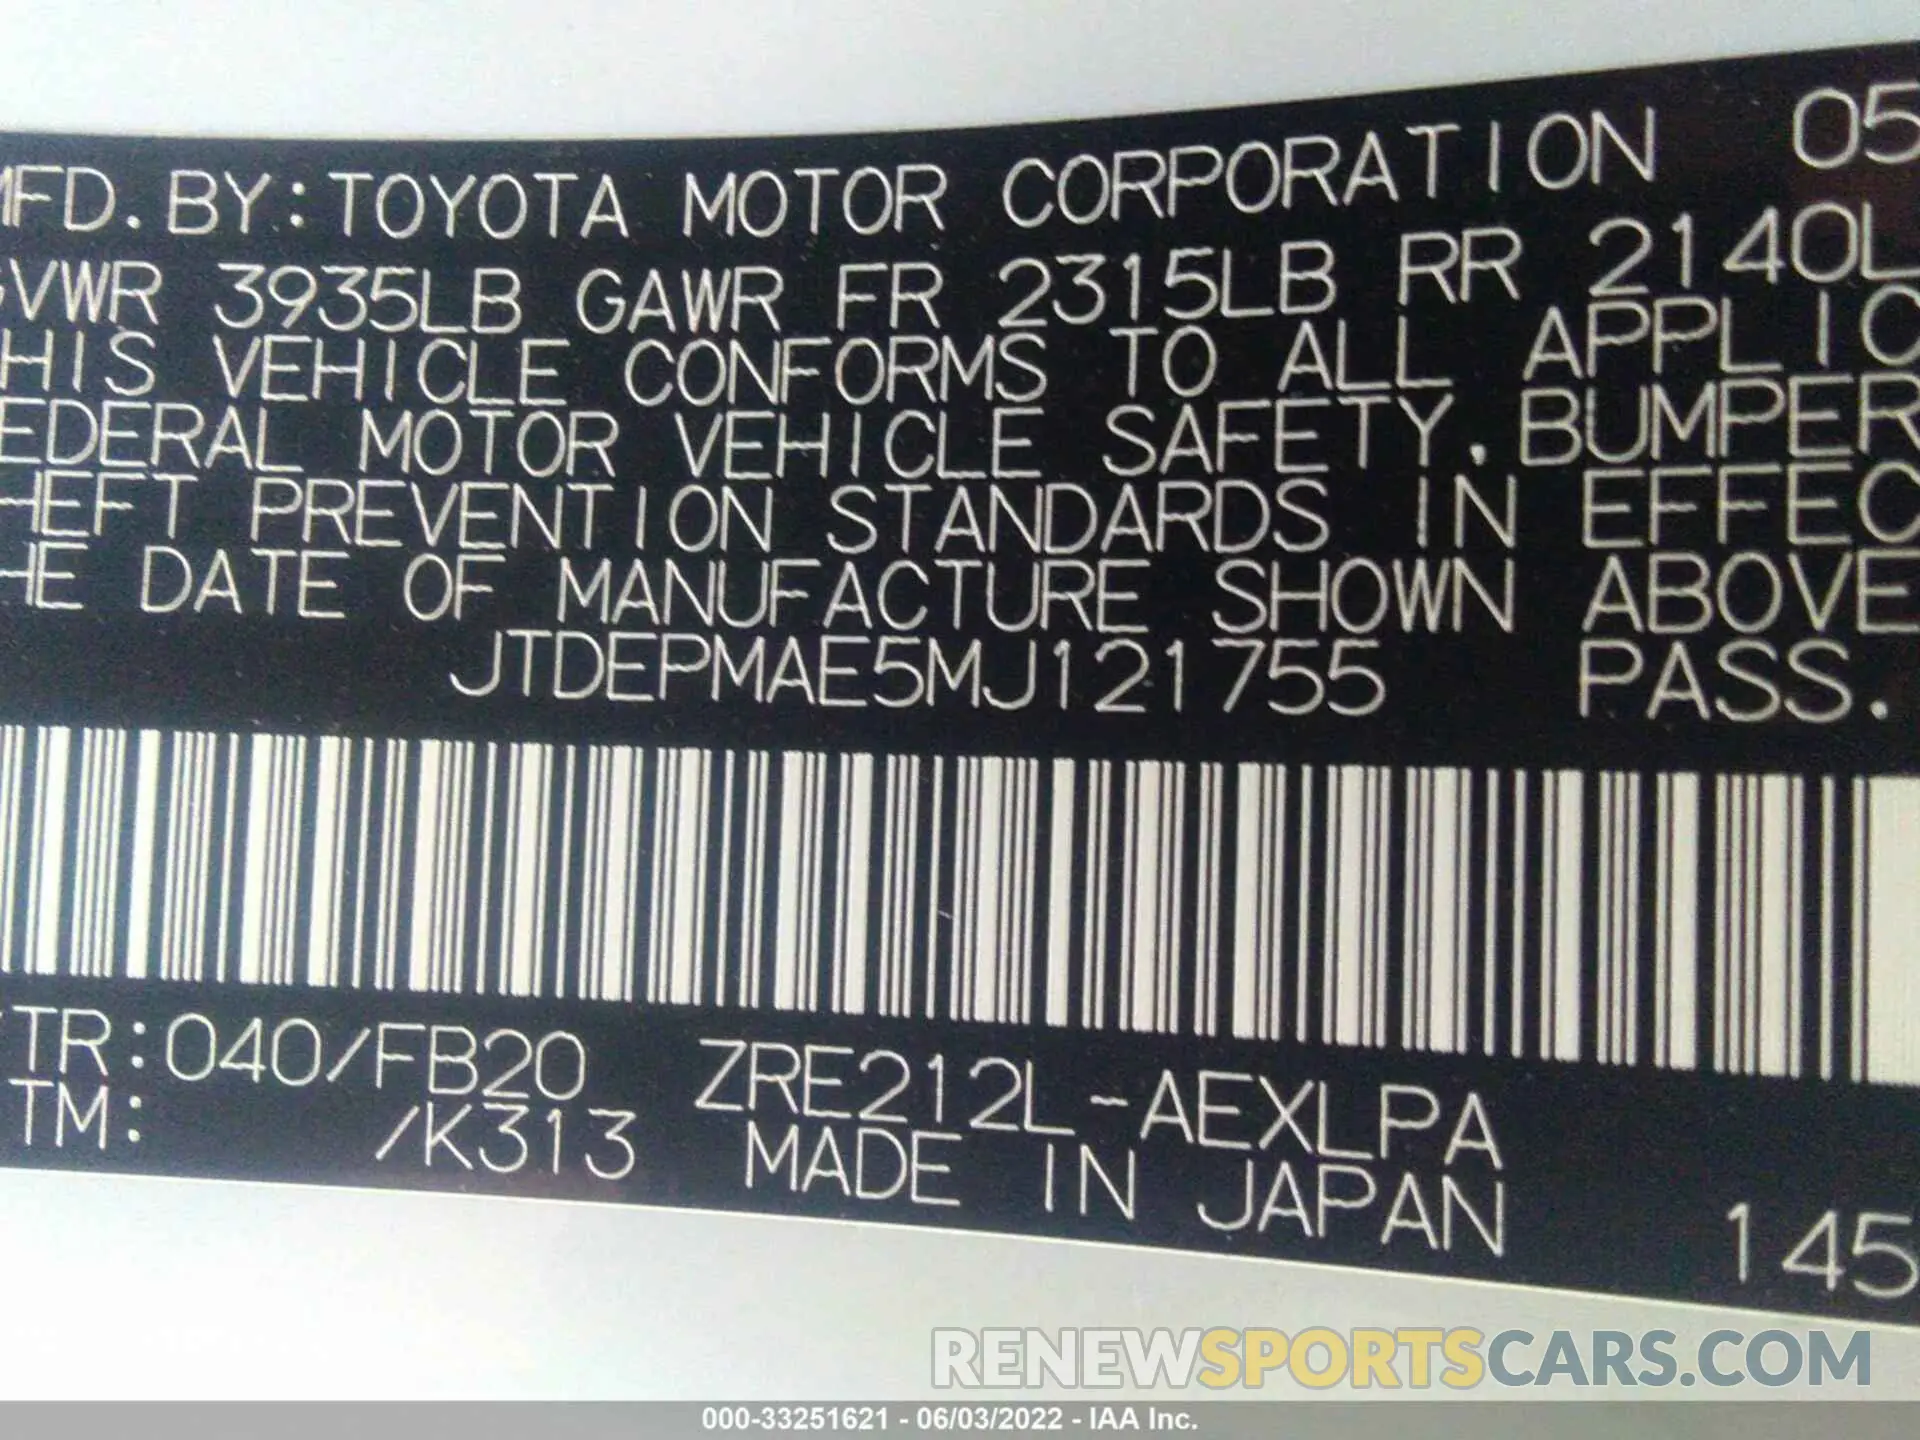 MFD. BY: TOYOTA MOTOR CORPORATION 05
GVWR 3935LB GAWR FR 2315LB RR 2140L
HIS VEHICLE CONFORMS TO ALL APPLIC
EDERAL MOTOR VEHICLE SAFETY. BUMPER
HEFT PREVENTION STANDARDS IN EFFEC
HE DATE OF MANUFACTURE SHOWN ABOVE
JTDEPMAE5MJ121755 PASS.
/TR: 040/FB20 ZRE212L-AEXLPA
TM: /K313 MADE IN JAPAN 145
RENEWSPORTSCARS.COM
000-33251621 - 06/03/2022 - IAA Inc.